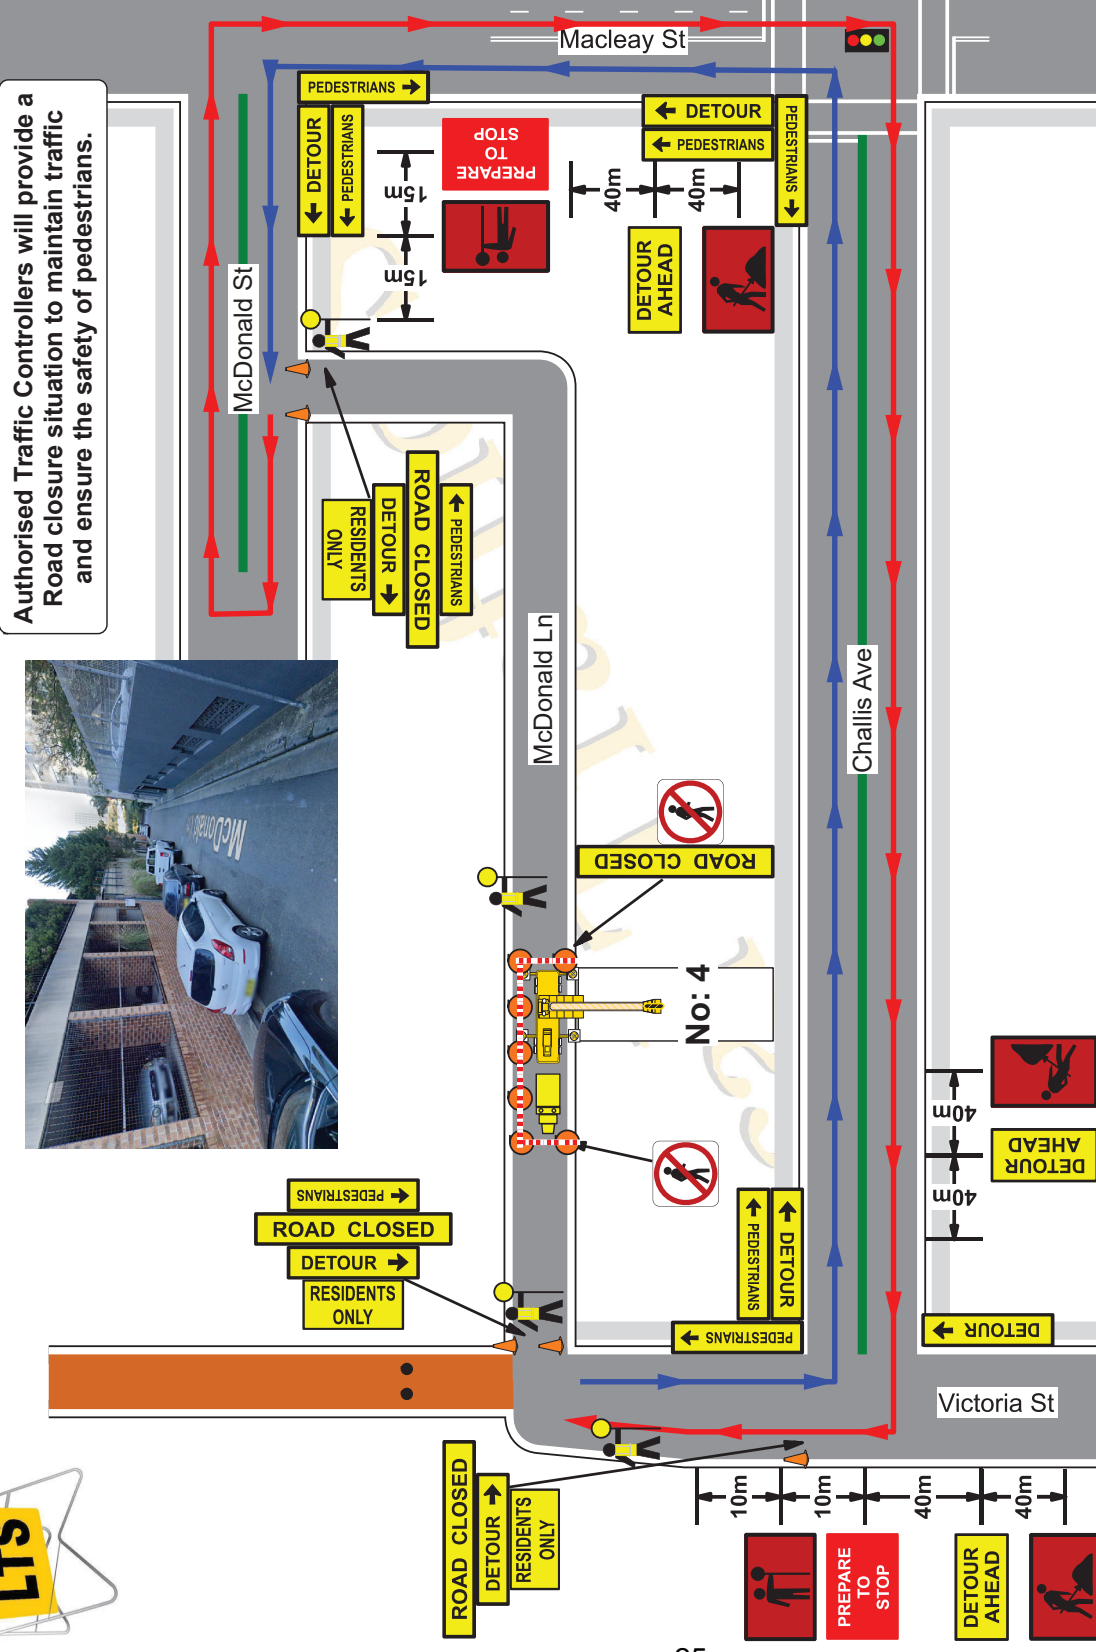 Authorised Traffic Controllers will provide a
Road closure situation to maintain traffic
and ensure the safety of pedestrians.
Macleay St
McDonald St
PEDESTRIANS
DETOUR
PEDESTRIANS
PREPARE
TO
STOP
15m
15m
DETOUR
PEDESTRIANS
PEDESTRIANS
40m
40m
DETOUR
AHEAD
RESIDENTS
ONLY
DETOUR
ROAD CLOSED
PEDESTRIANS
McDonald Ln
McDonald Ln
Challis Ave
ROAD CLOSED
No: 4
PEDESTRIANS
ROAD CLOSED
DETOUR
RESIDENTS
ONLY
PEDESTRIANS
DETOUR
PEDESTRIANS
40m
40m
DETOUR
AHEAD
DETOUR
Victoria St
ROAD CLOSED
DETOUR
RESIDENTS
ONLY
10m
10m
40m
40m
PREPARE
TO
STOP
DETOUR
AHEAD
LTS